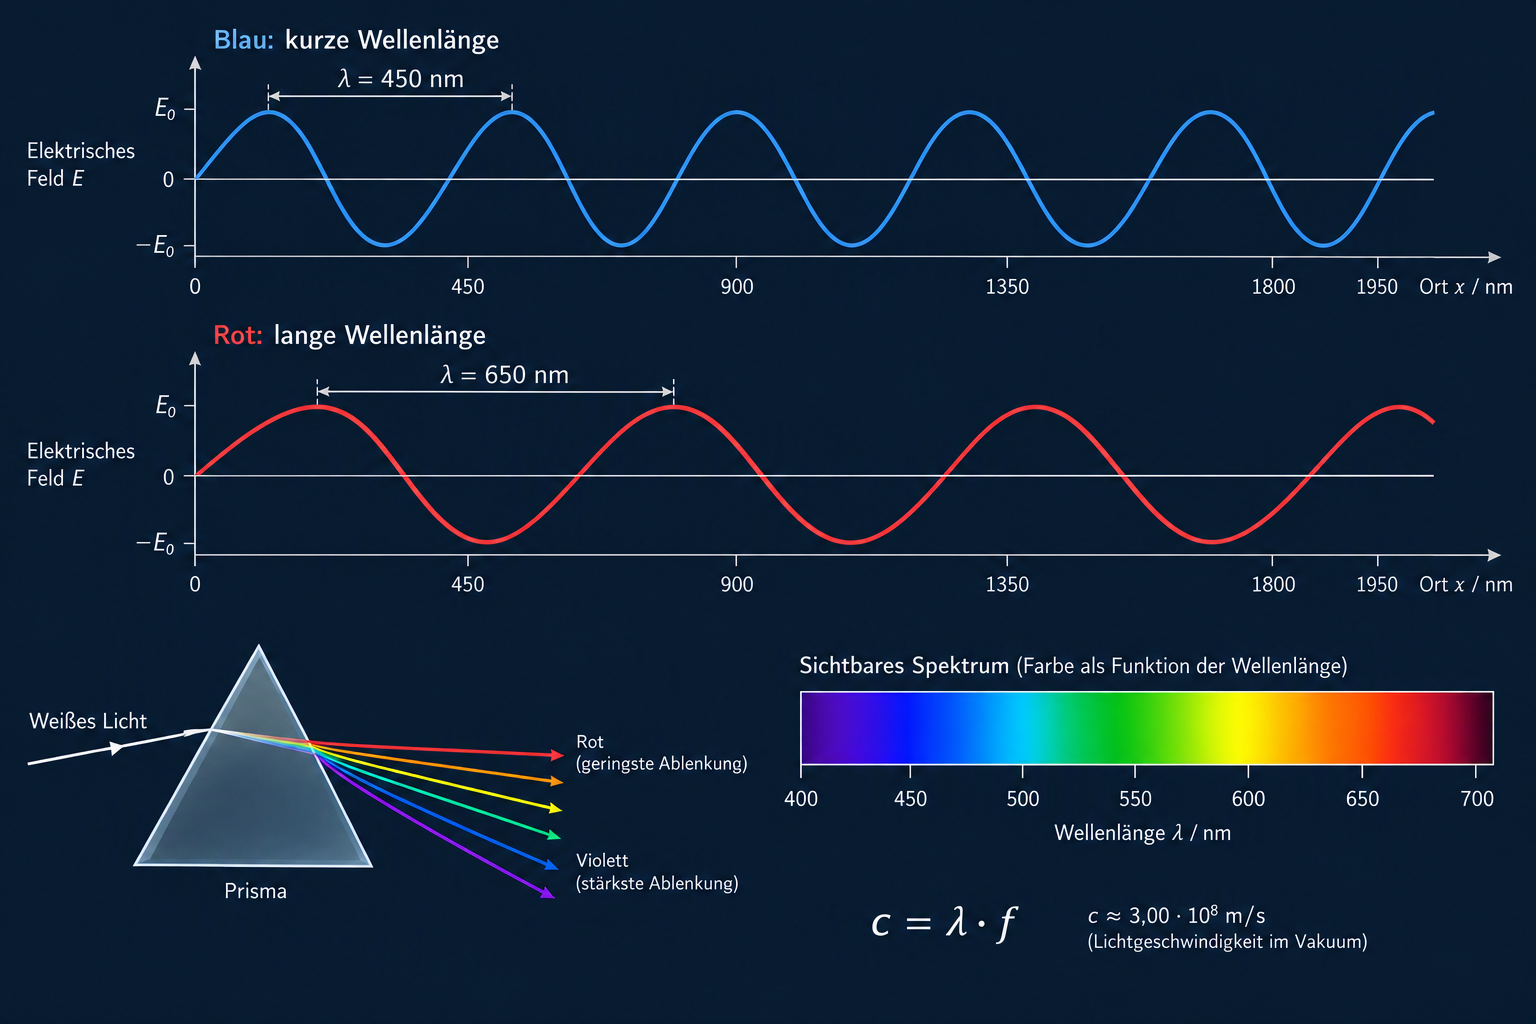 Blau: kurze Wellenlänge
λ = 450 nm
E₀
Elektrisches
Feld E
0
−E₀
0 450 900 1350 1800 1950 Ort x / nm
Rot: lange Wellenlänge
λ = 650 nm
E₀
Elektrisches
Feld E
0
−E₀
0 450 900 1350 1800 1950 Ort x / nm
Weißes Licht
Prisma
Rot
(geringste Ablenkung)
Violett
(stärkste Ablenkung)
Sichtbares Spektrum (Farbe als Funktion der Wellenlänge)
400 450 500 550 600 650 700
Wellenlänge λ / nm
c = λ · f
c ≈ 3,00 · 10⁸ m/s
(Lichtgeschwindigkeit im Vakuum)